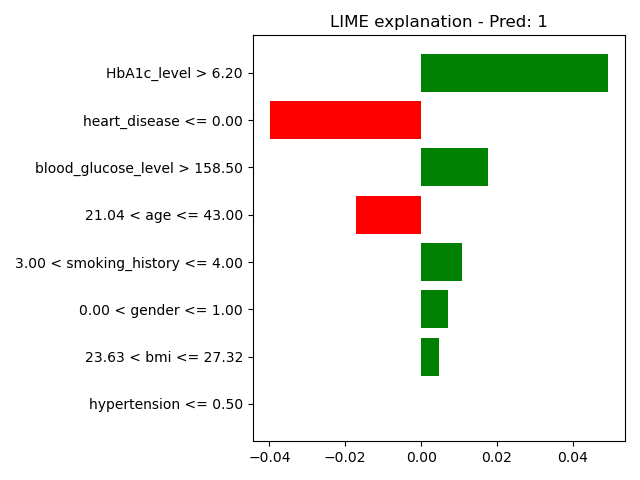 LIME explanation - Pred: 1
HbA1c_level > 6.20
heart_disease <= 0.00
blood_glucose_level > 158.50
21.04 < age <= 43.00
3.00 < smoking_history <= 4.00
0.00 < gender <= 1.00
23.63 < bmi <= 27.32
hypertension <= 0.50
−0.04 −0.02 0.00 0.02 0.04